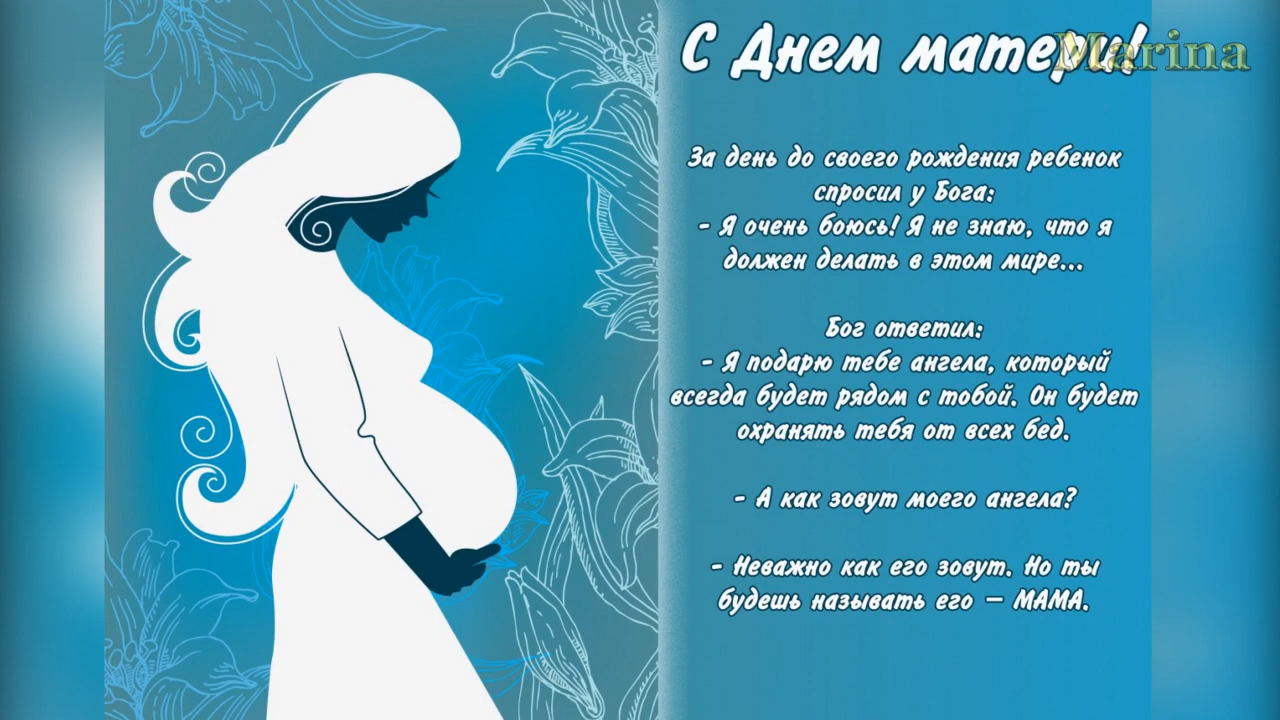 С Днем матери!
Marina
За день до своего рождения ребенок
спросил у Бога:
- Я очень боюсь! Я не знаю, что я
должен делать в этом мире...
Бог ответил:
- Я подарю тебе ангела, который
всегда будет рядом с тобой. Он будет
охранять тебя от всех бед.
- А как зовут моего ангела?
- Неважно как его зовут. Но ты
будешь называть его – МАМА.